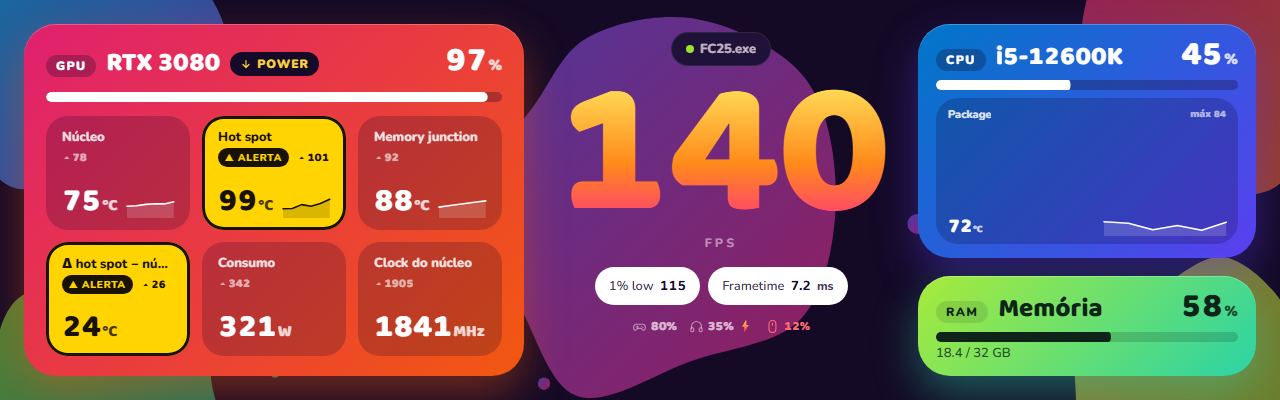 GPU RTX 3080 ↓ POWER 97%
Núcleo
▲ 78
75°C
Hot spot
▲ ALERTA ▲ 101
99°C
Memory junction
▲ 92
88°C
Δ hot spot – nú...
▲ ALERTA ▲ 26
24°C
Consumo
▲ 342
321W
Clock do núcleo
▲ 1905
1841MHz
FC25.exe
140
FPS
1% low 115
Frametime 7.2 ms
80% 35% 12%
CPU i5-12600K 45%
Package máx 84
72°C
RAM Memória 58%
18.4 / 32 GB